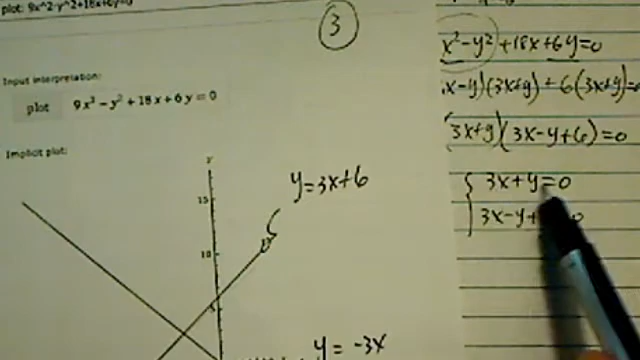 plot: 9x^2-y^2+18x+6y=0
3
Input interpretation:
plot 9x² - y² + 18x + 6y = 0
Implicit plot:
y
15
10
5
y=3x+6
y = -3x
x²-y²+18x+6y=0
x-y)(3x+y)+6(3x+y)=0
(3x+y)(3x-y+6)=0
3x+y=0
3x-y+ 0